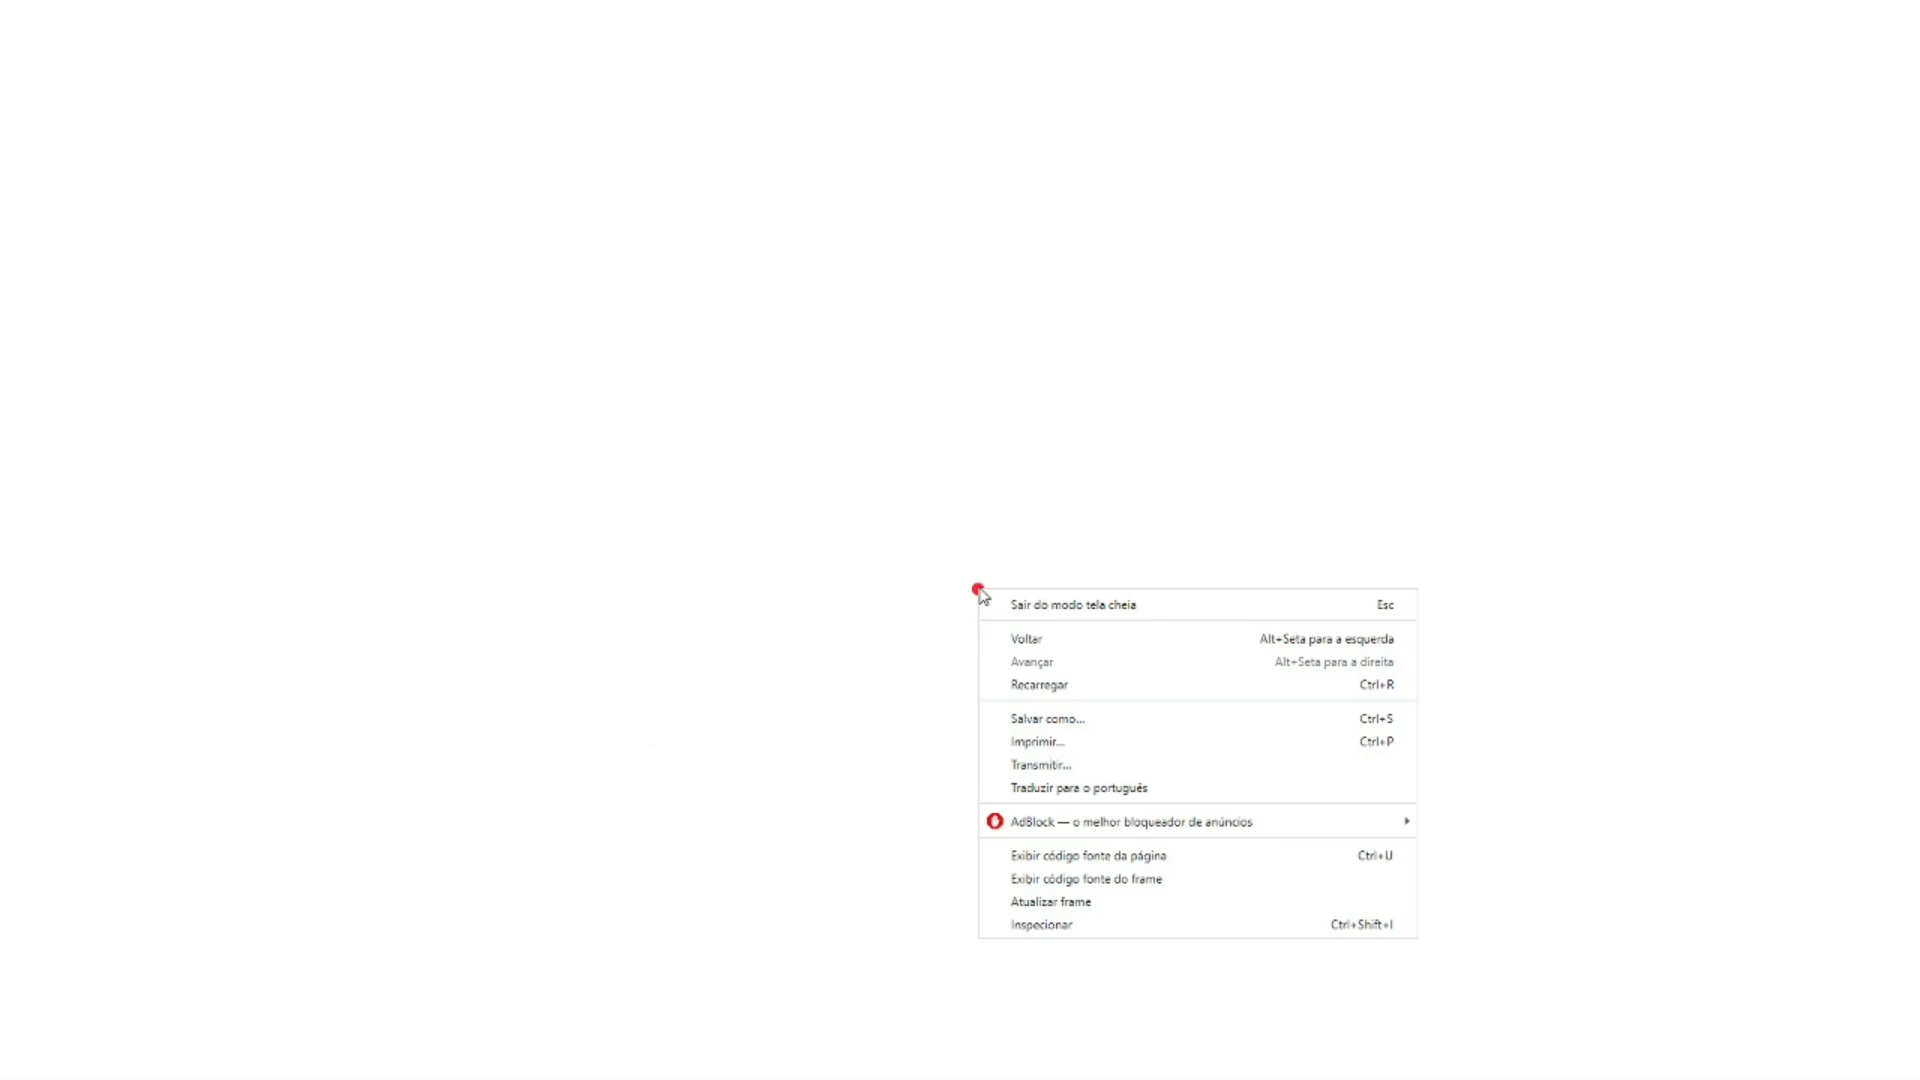 Sair do modo tela cheia Esc
Voltar Alt+Seta para a esquerda
Avançar Alt+Seta para a direita
Recarregar Ctrl+R
Salvar como... Ctrl+S
Imprimir... Ctrl+P
Transmitir...
Traduzir para o português
AdBlock — o melhor bloqueador de anúncios
Exibir código fonte da página Ctrl+U
Exibir código fonte do frame
Atualizar frame
Inspecionar Ctrl+Shift+I